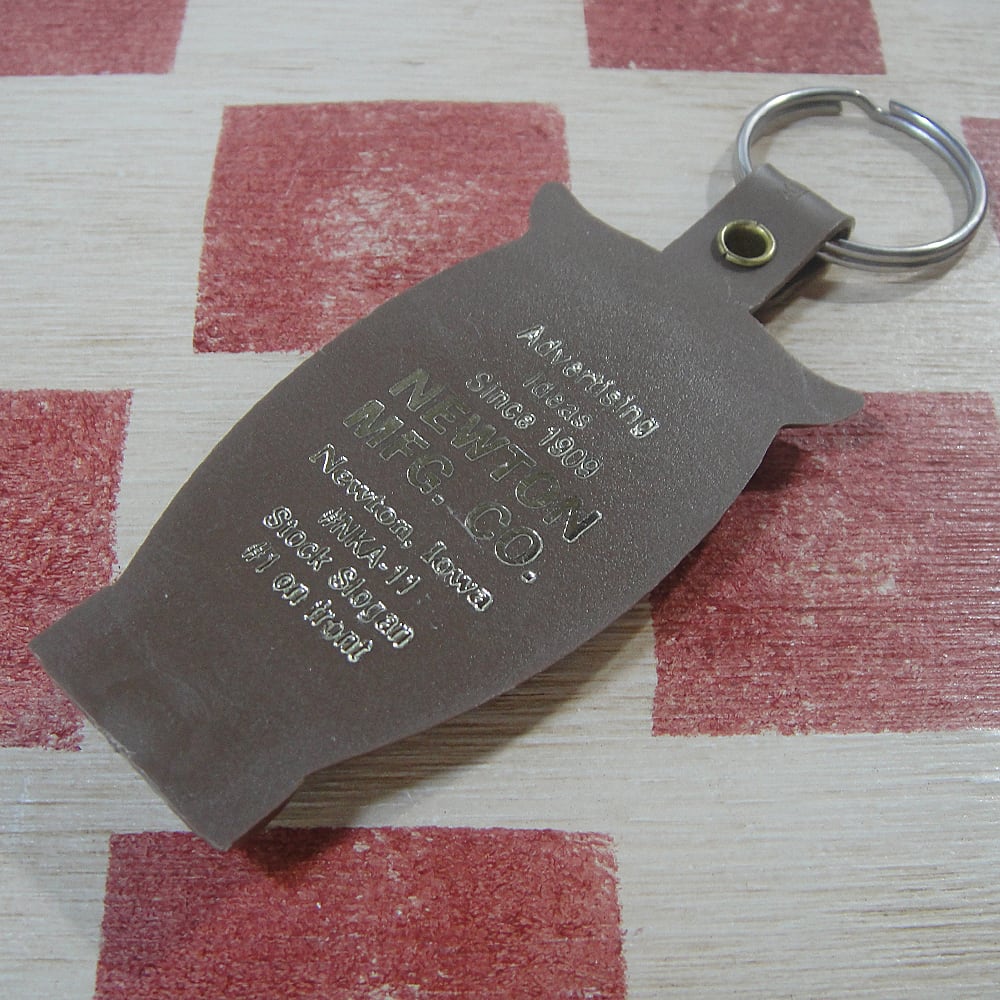 Advertising
Ideas
Since 1909
NEWTON
MFG. CO.
Newton, Iowa
#NKA-11
Stock Slogan
#1 on front